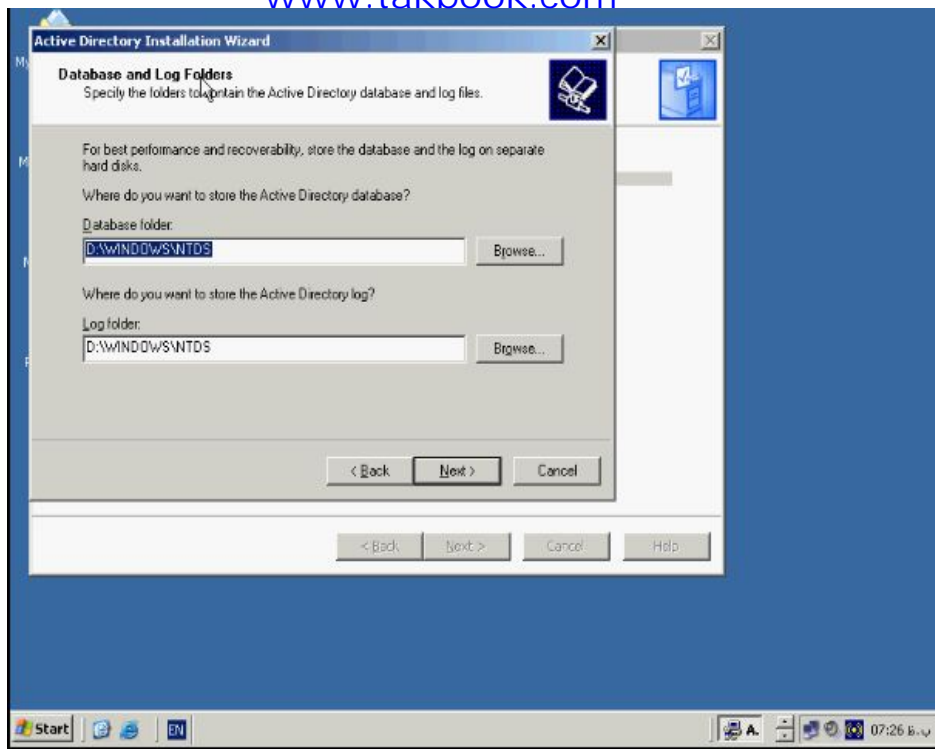 www.takbook.com
Active Directory Installation Wizard
Database and Log Folders
Specify the folders to contain the Active Directory database and log files.
For best performance and recoverability, store the database and the log on separate
hard disks.
Where do you want to store the Active Directory database?
Database folder:
D:\WINDOWS\NTDS
Browse...
Where do you want to store the Active Directory log?
Log folder:
D:\WINDOWS\NTDS
Browse...
< Back Next > Cancel
< Back Next > Cancel Help
Start EN A. 07:26 ب.ظ